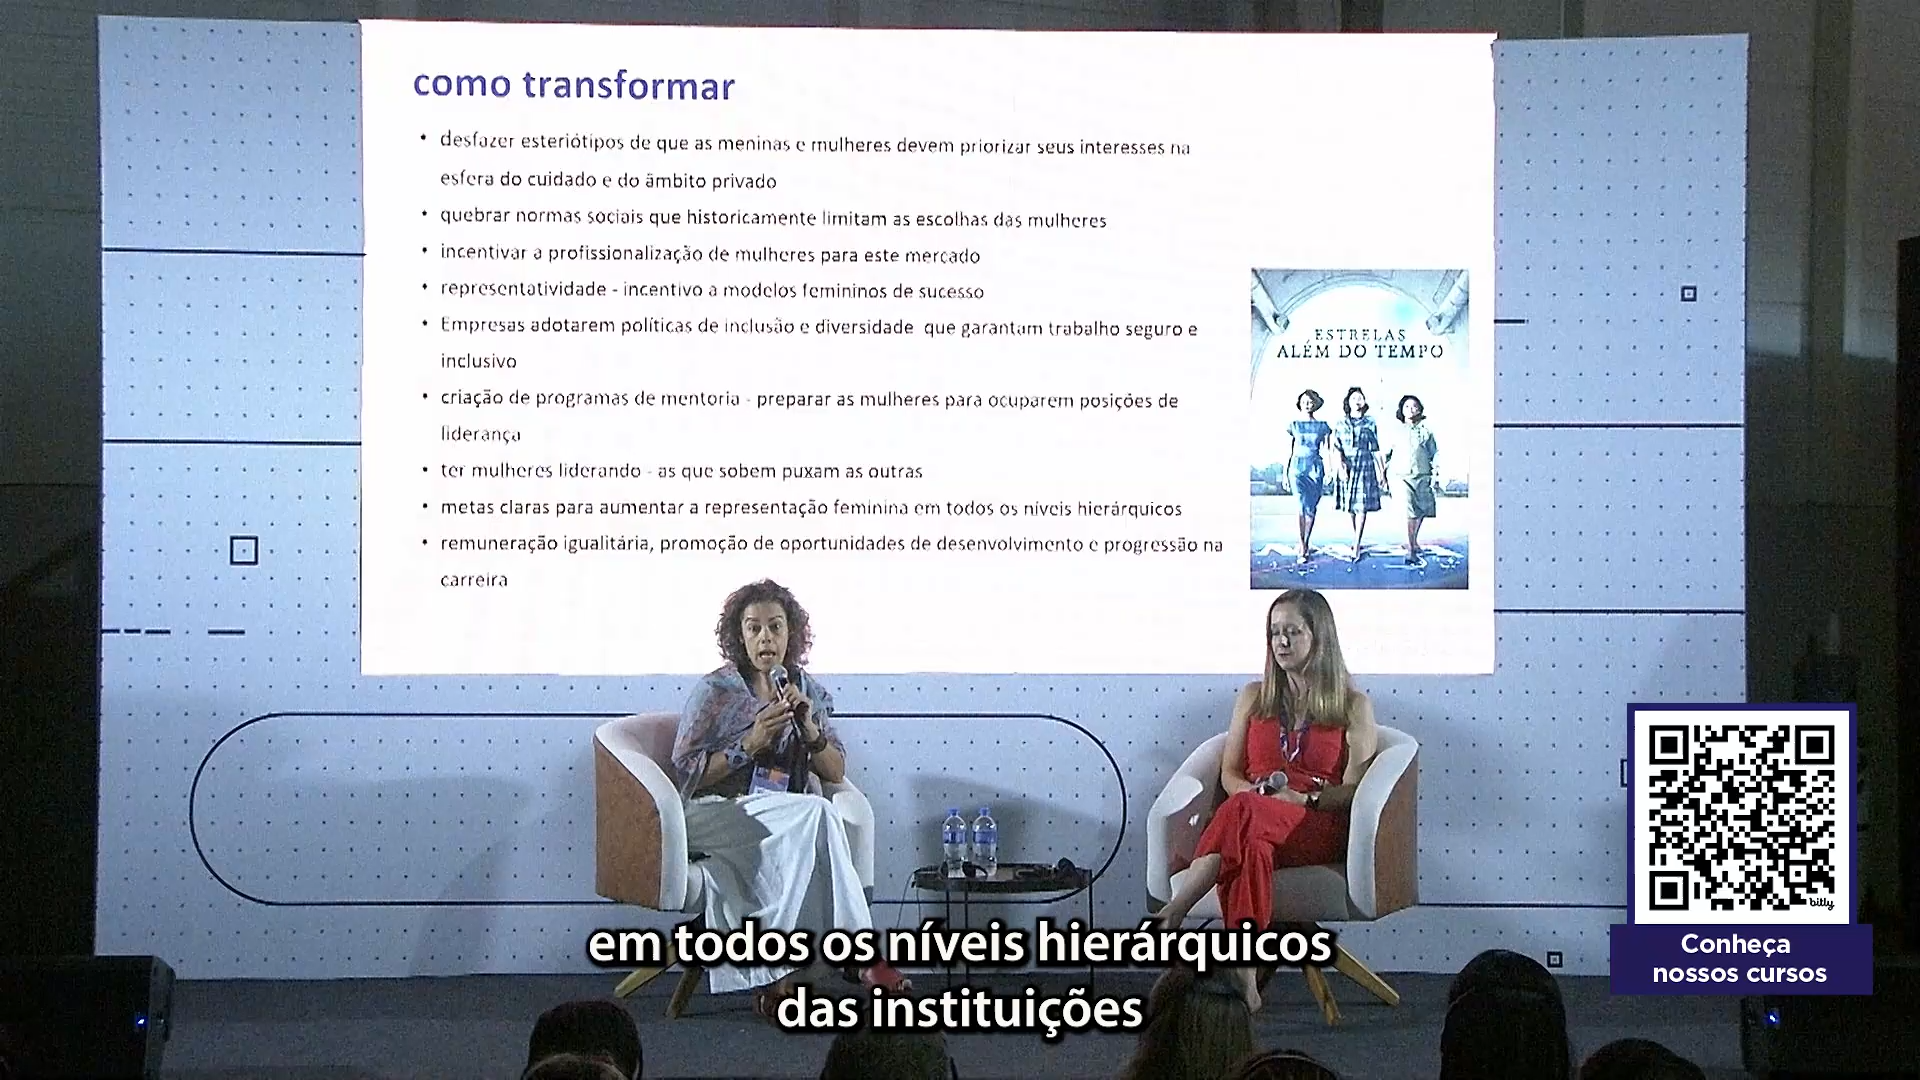 como transformar
• desfazer esteriótipos de que as meninas e mulheres devem priorizar seus interesses na
esfera do cuidado e do âmbito privado
• quebrar normas sociais que historicamente limitam as escolhas das mulheres
• incentivar a profissionalização de mulheres para este mercado
• representatividade - incentivo a modelos femininos de sucesso
• Empresas adotarem políticas de inclusão e diversidade que garantam trabalho seguro e
inclusivo
• criação de programas de mentoria - preparar as mulheres para ocuparem posições de
liderança
• ter mulheres liderando - as que sobem puxam as outras
• metas claras para aumentar a representação feminina em todos os níveis hierárquicos
• remuneração igualitária, promoção de oportunidades de desenvolvimento e progressão na
carreira
ESTRELAS
ALÉM DO TEMPO
bitly
Conheça
nossos cursos
em todos os níveis hierárquicos
das instituições